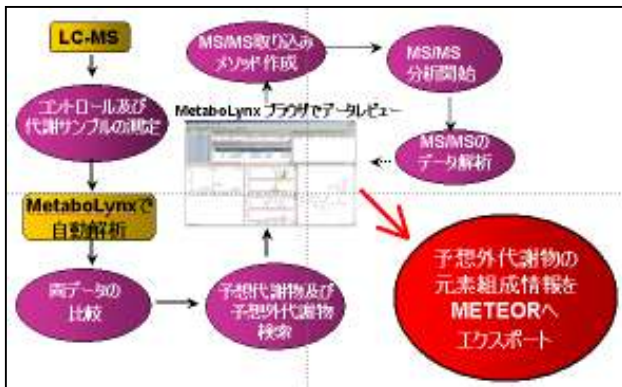 LC-MS
コントロール及び
代謝サンプルの測定
MetaboLynxで
自動解析
両データの
比較
予想代謝物及び
予想外代謝物
検索
MetaboLynx ブラウザでデータレビュー
MS/MS取り込み
メソッド作成
MS/MS
分析開始
MS/MSの
データ解析
予想外代謝物の
元素組成情報を
METEORへ
エクスポート